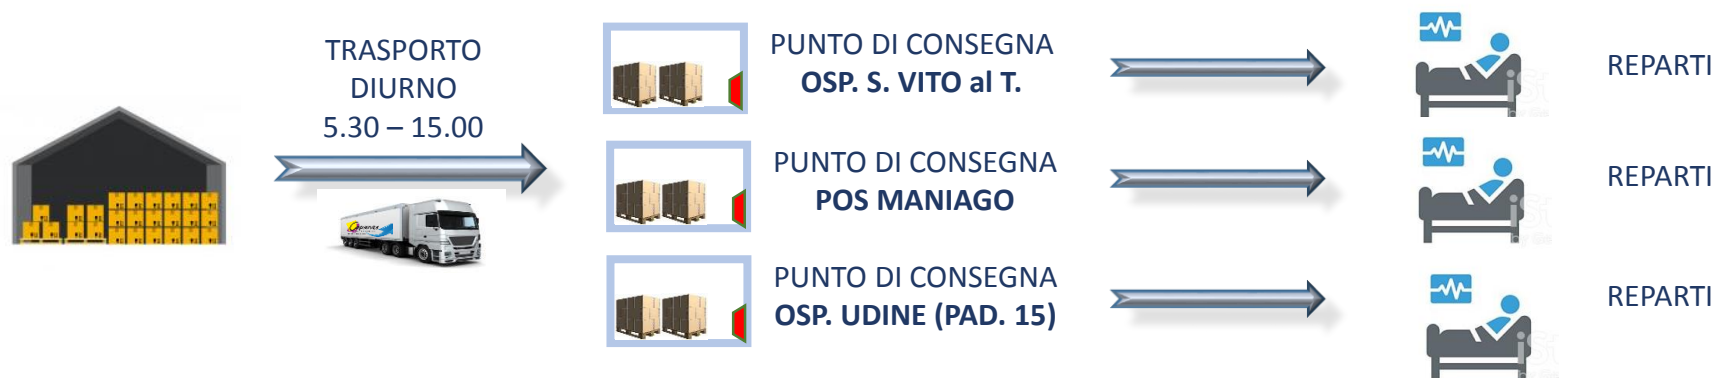 TRASPORTO
DIURNO
5.30 – 15.00
PUNTO DI CONSEGNA
OSP. S. VITO al T.
REPARTI
PUNTO DI CONSEGNA
POS MANIAGO
REPARTI
PUNTO DI CONSEGNA
OSP. UDINE (PAD. 15)
REPARTI